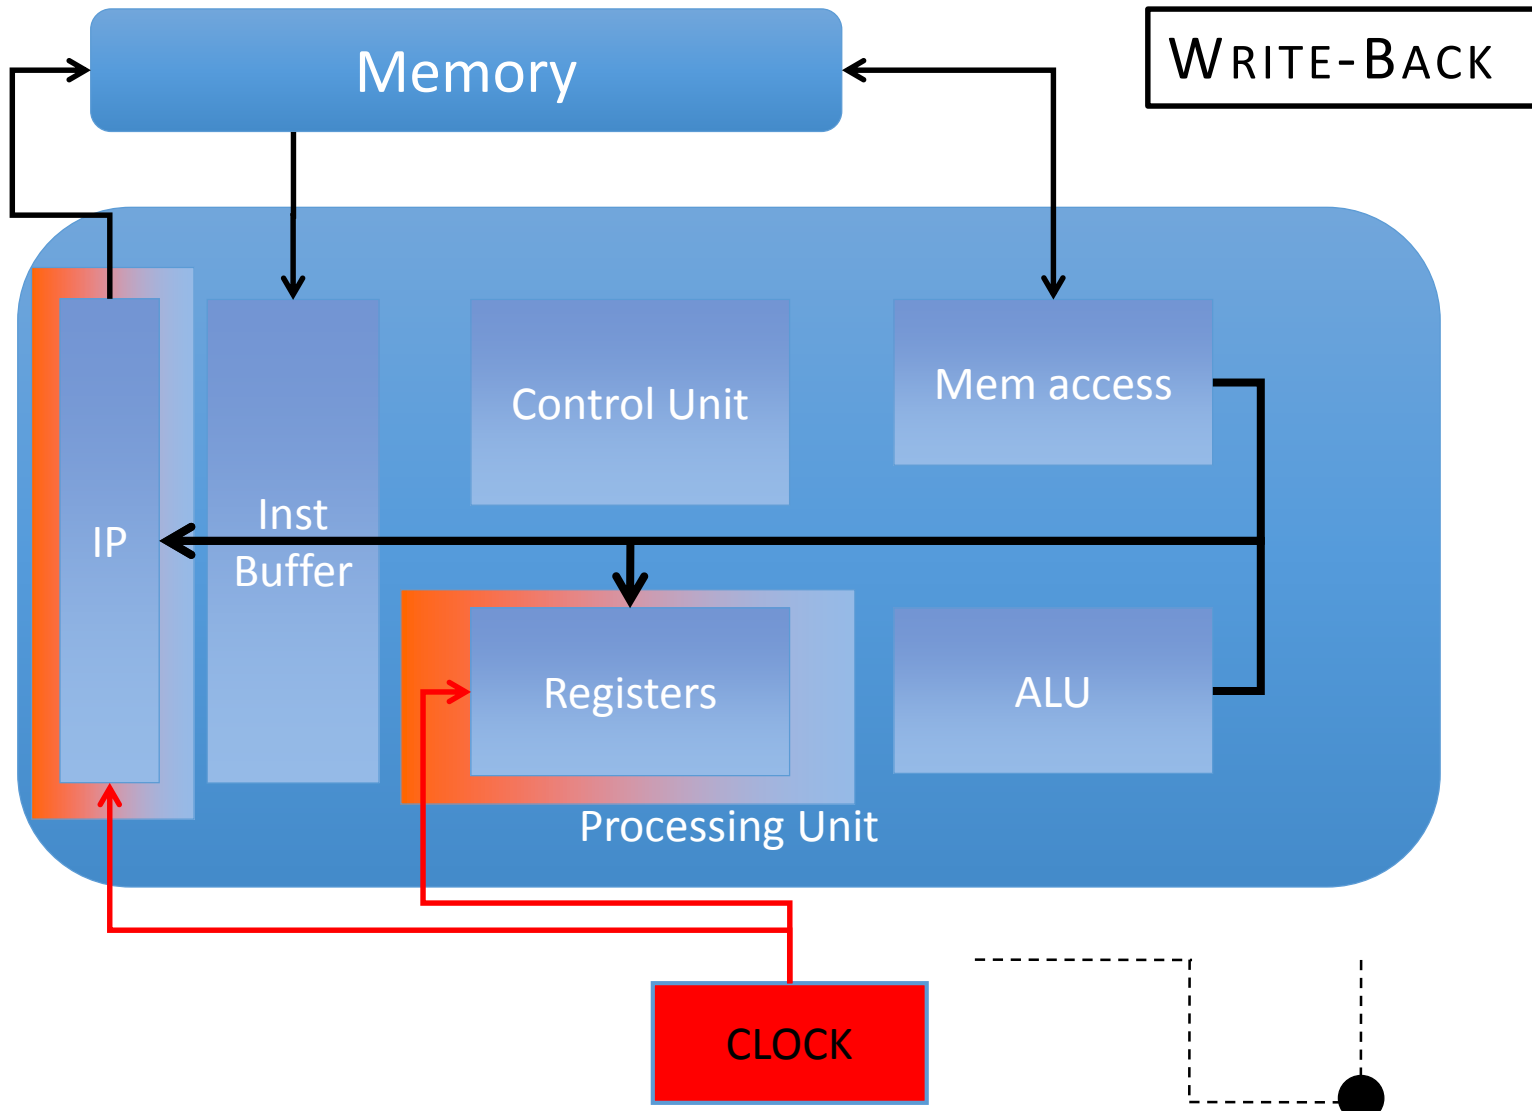 Memory
WRITE-BACK
Control Unit
Mem access
IP
Inst
Buffer
Registers
ALU
Processing Unit
CLOCK